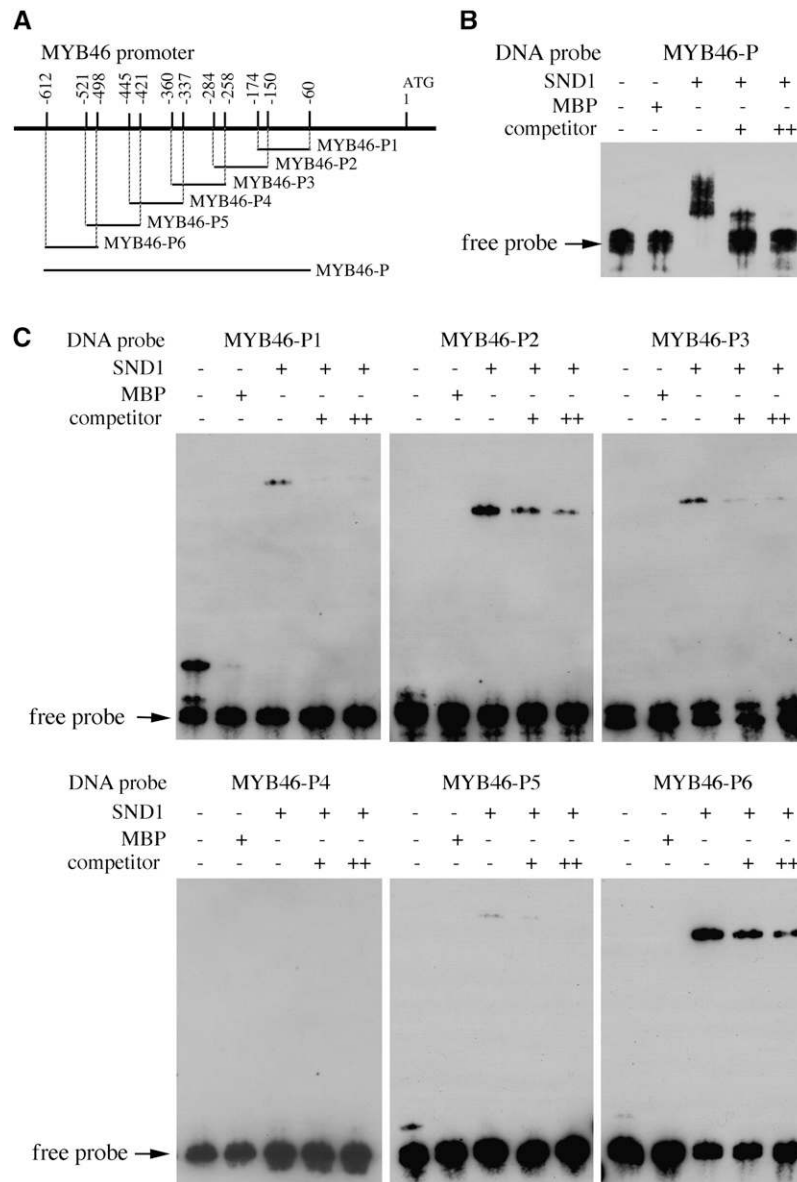 A
MYB46 promoter
-612 -521 -498 -445 -421 -360 -337 -284 -258 -174 -150 -60 ATG 1
MYB46-P1
MYB46-P2
MYB46-P3
MYB46-P4
MYB46-P5
MYB46-P6
MYB46-P
B
DNA probe MYB46-P
SND1 - - + + +
MBP - + - - -
competitor - - - + ++
free probe
C
DNA probe MYB46-P1 MYB46-P2 MYB46-P3
SND1 - - + + + - - + + + - - + + +
MBP - + - - - - + - - - - + - - -
competitor - - - + ++ - - - + ++ - - - + ++
free probe
DNA probe MYB46-P4 MYB46-P5 MYB46-P6
SND1 - - + + + - - + + + - - + + +
MBP - + - - - - + - - - - + - - -
competitor - - - + ++ - - - + ++ - - - + ++
free probe